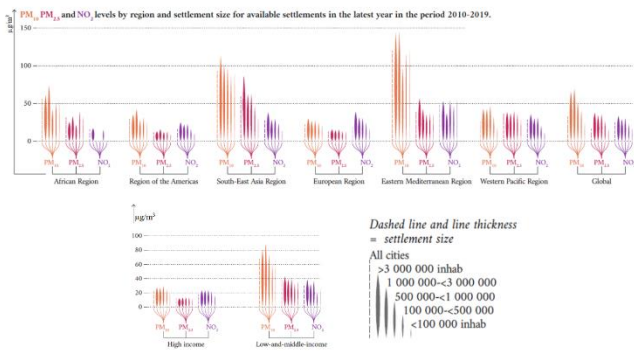 PM10 PM2.5 and NO2 levels by region and settlement size for available settlements in the latest year in the period 2010-2019.
µg/m³
150
100
50
0
PM10 PM2.5 NO2 PM10 PM2.5 NO2 PM10 PM2.5 NO2 PM10 PM2.5 NO2 PM10 PM2.5 NO2 PM10 PM2.5 NO2 PM10 PM2.5 NO2
African Region Region of the Americas South-East Asia Region European Region Eastern Mediterranean Region Western Pacific Region Global
µg/m³
100
80
60
40
20
0
PM10 PM2.5 NO2 PM10 PM2.5 NO2
High income Low-and-middle-income
Dashed line and line thickness
= settlement size
All cities
>3 000 000 inhab
1 000 000-<3 000 000
500 000-<1 000 000
100 000-<500 000
<100 000 inhab